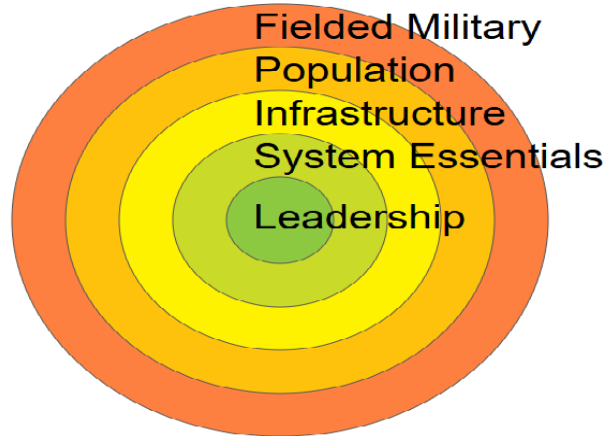 Fielded Military
Population
Infrastructure
System Essentials
Leadership